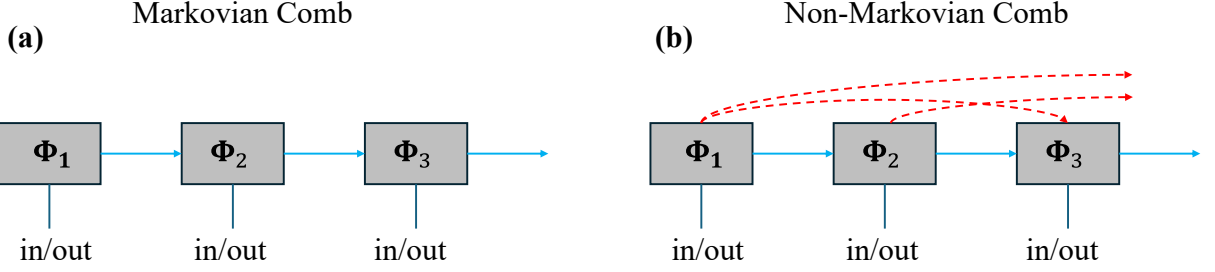 Markovian Comb
Non-Markovian Comb
(a)
(b)
Φ₁ Φ₂ Φ₃
Φ₁ Φ₂ Φ₃
in/out in/out in/out
in/out in/out in/out